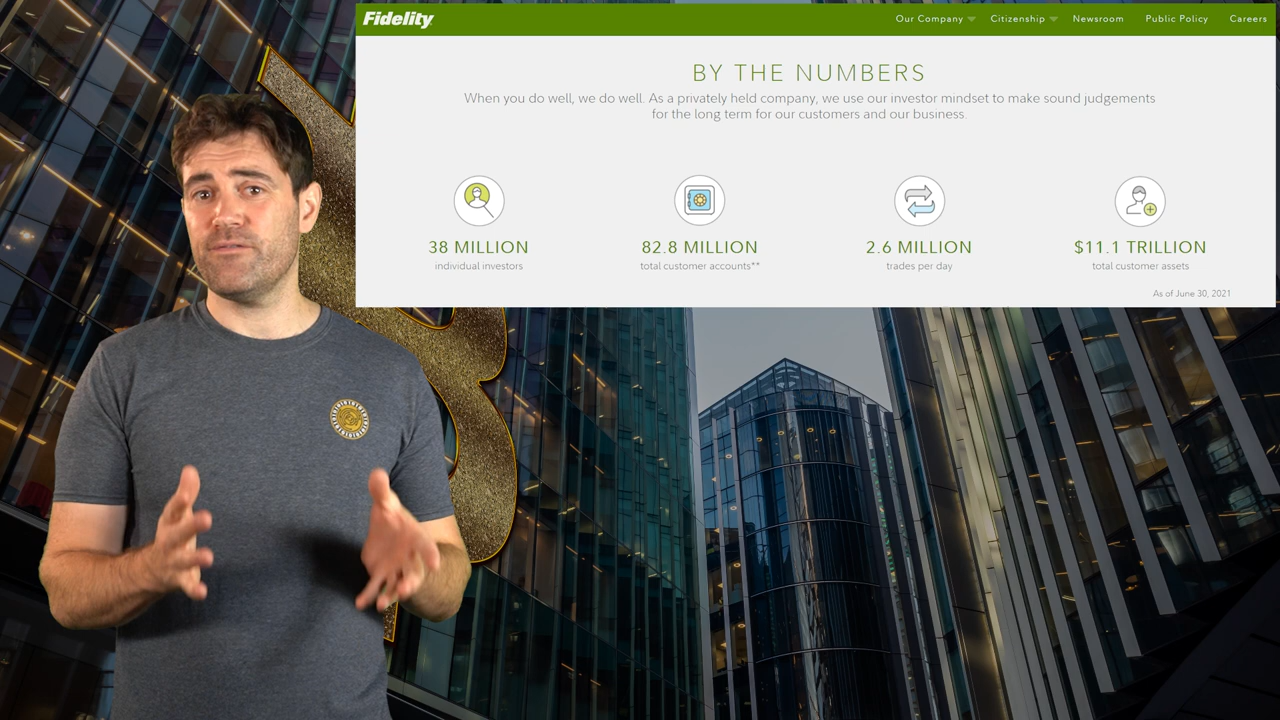 Fidelity
Our Company Citizenship Newsroom Public Policy Careers
BY THE NUMBERS
When you do well, we do well. As a privately held company, we use our investor mindset to make sound judgements
for the long term for our customers and our business.
38 MILLION
individual investors
82.8 MILLION
total customer accounts**
2.6 MILLION
trades per day
$11.1 TRILLION
total customer assets
As of June 30, 2021